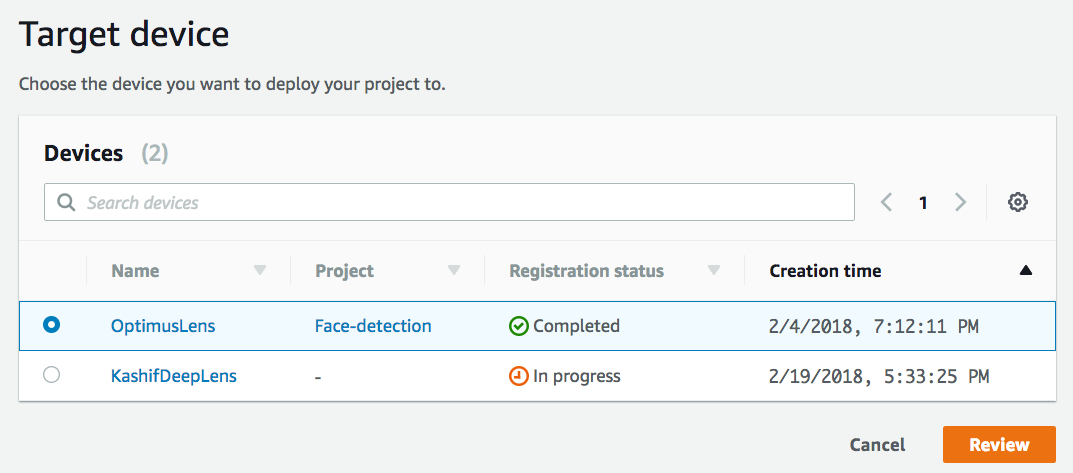 Target device
Choose the device you want to deploy your project to.
Devices (2)
Search devices
1
Name Project Registration status Creation time
OptimusLens Face-detection Completed 2/4/2018, 7:12:11 PM
KashifDeepLens - In progress 2/19/2018, 5:33:25 PM
Cancel Review